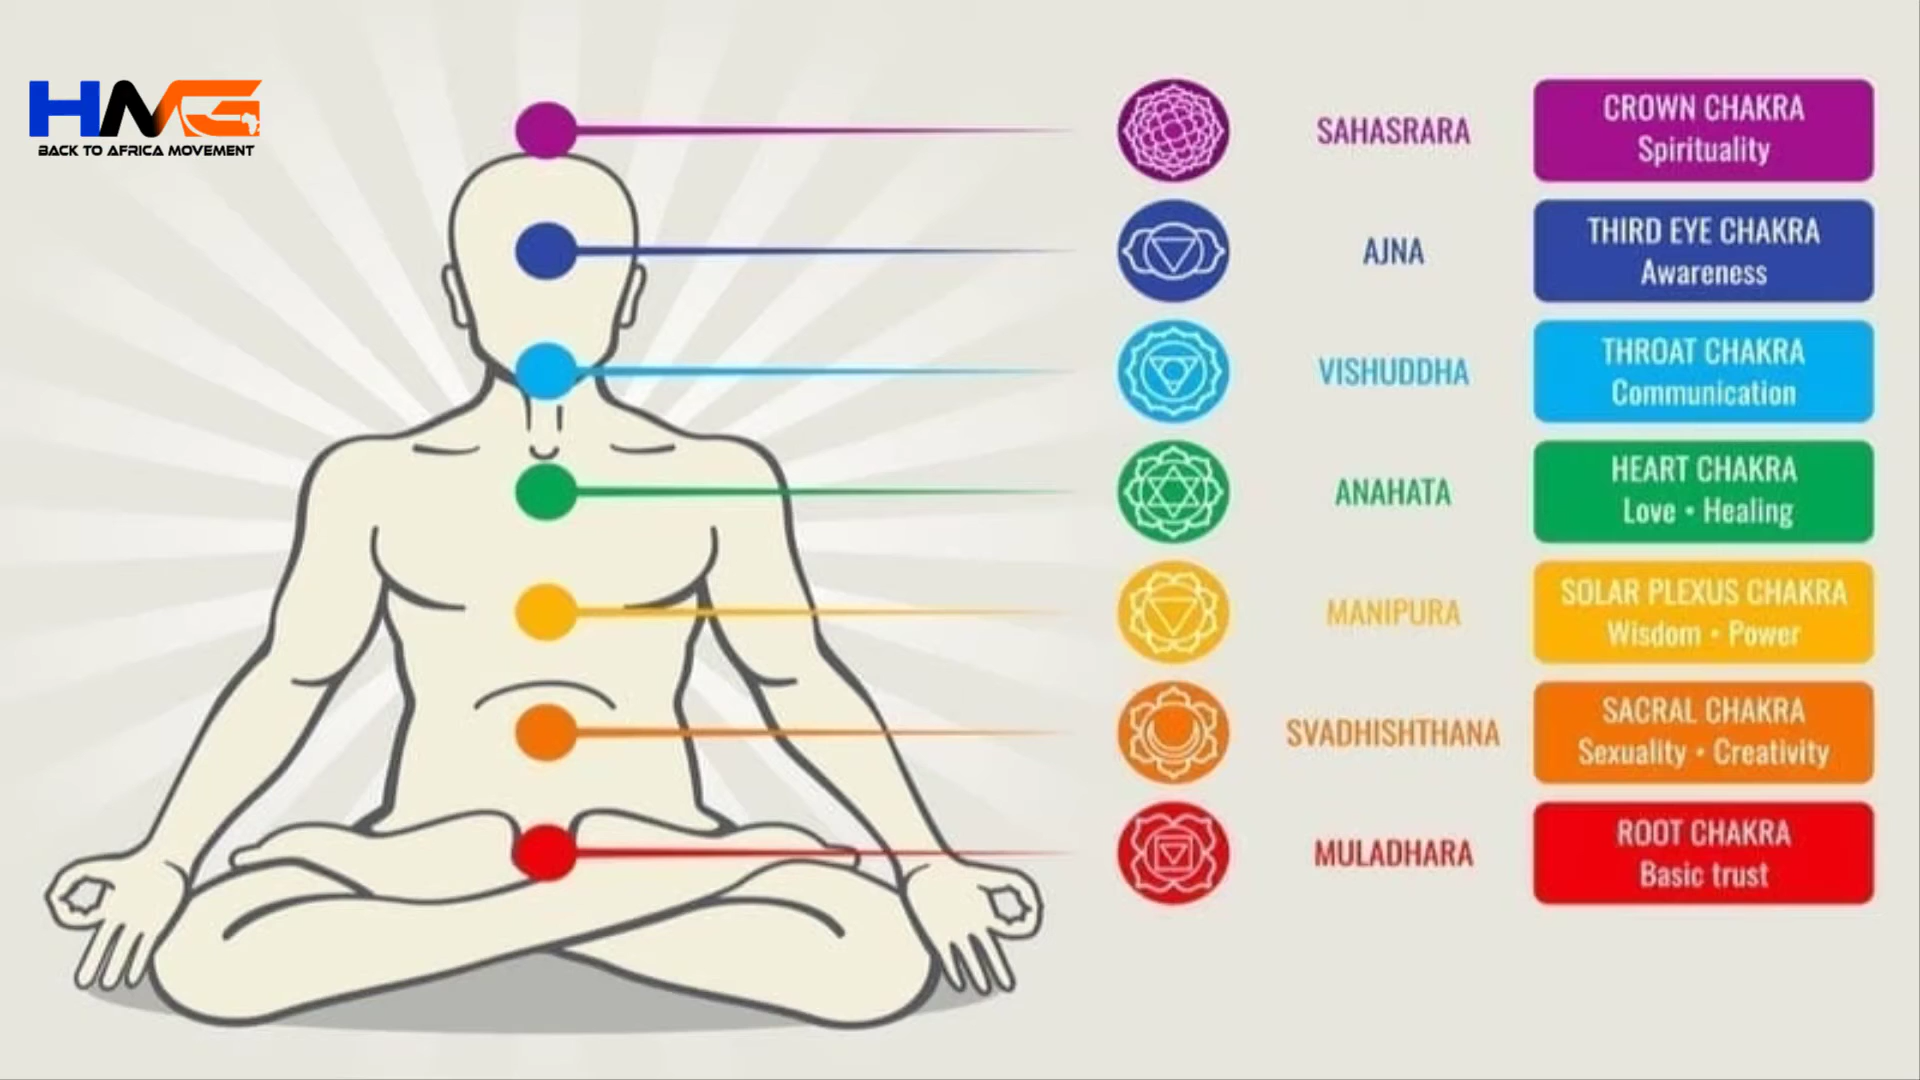 HMG
BACK TO AFRICA MOVEMENT
SAHASRARA
CROWN CHAKRA
Spirituality
AJNA
THIRD EYE CHAKRA
Awareness
VISHUDDHA
THROAT CHAKRA
Communication
ANAHATA
HEART CHAKRA
Love • Healing
MANIPURA
SOLAR PLEXUS CHAKRA
Wisdom • Power
SVADHISHTHANA
SACRAL CHAKRA
Sexuality • Creativity
MULADHARA
ROOT CHAKRA
Basic trust